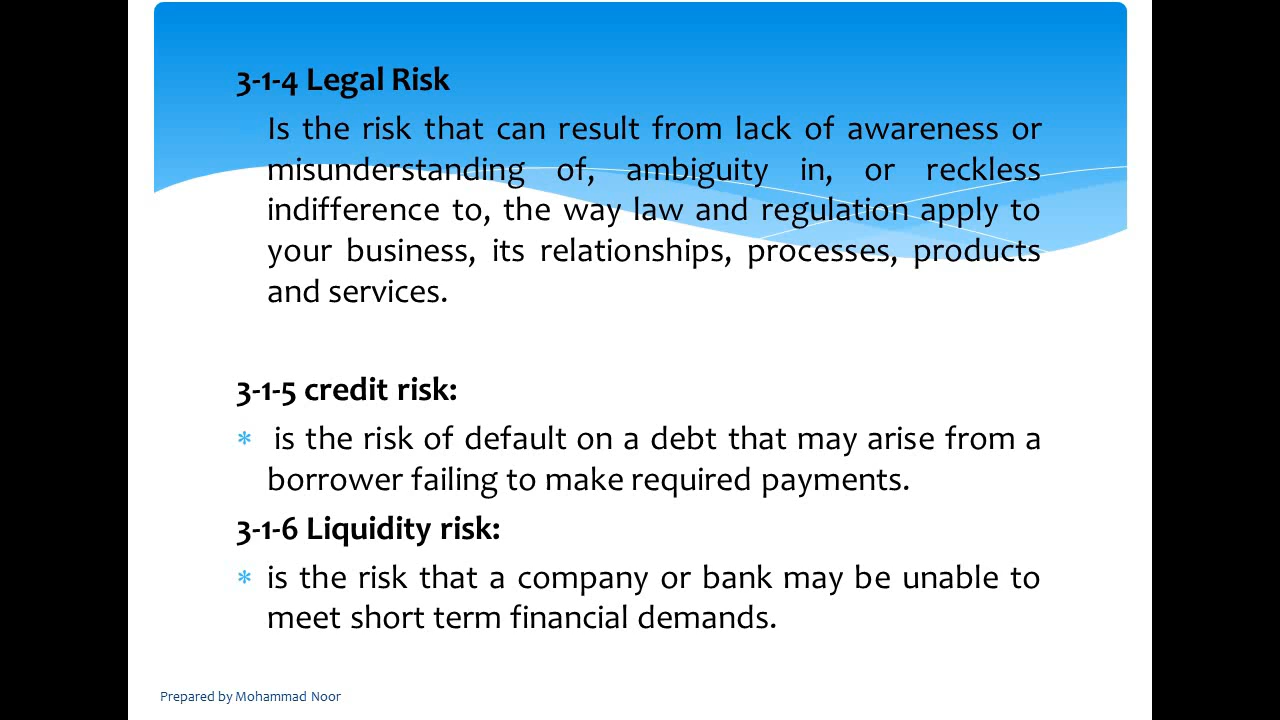 3-1-4 Legal Risk
Is the risk that can result from lack of awareness or
misunderstanding of, ambiguity in, or reckless
indifference to, the way law and regulation apply to
your business, its relationships, processes, products
and services.
3-1-5 credit risk:
* is the risk of default on a debt that may arise from a
borrower failing to make required payments.
3-1-6 Liquidity risk:
* is the risk that a company or bank may be unable to
meet short term financial demands.
Prepared by Mohammad Noor